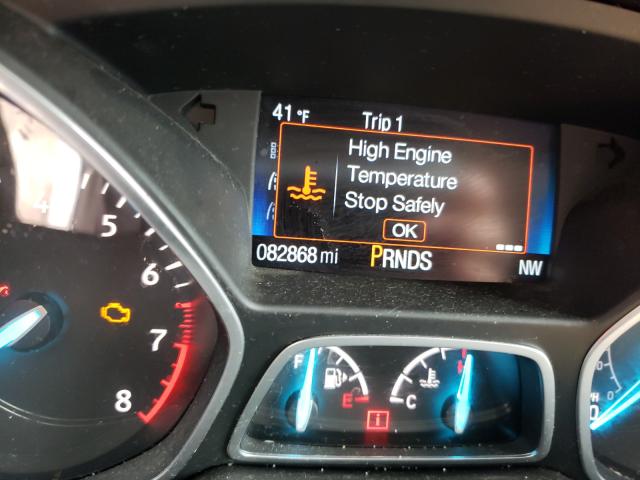 41 °F Trip 1
High Engine
Temperature
Stop Safely
OK
082868 mi PRNDS NW
4 5 6 7 8
F E C